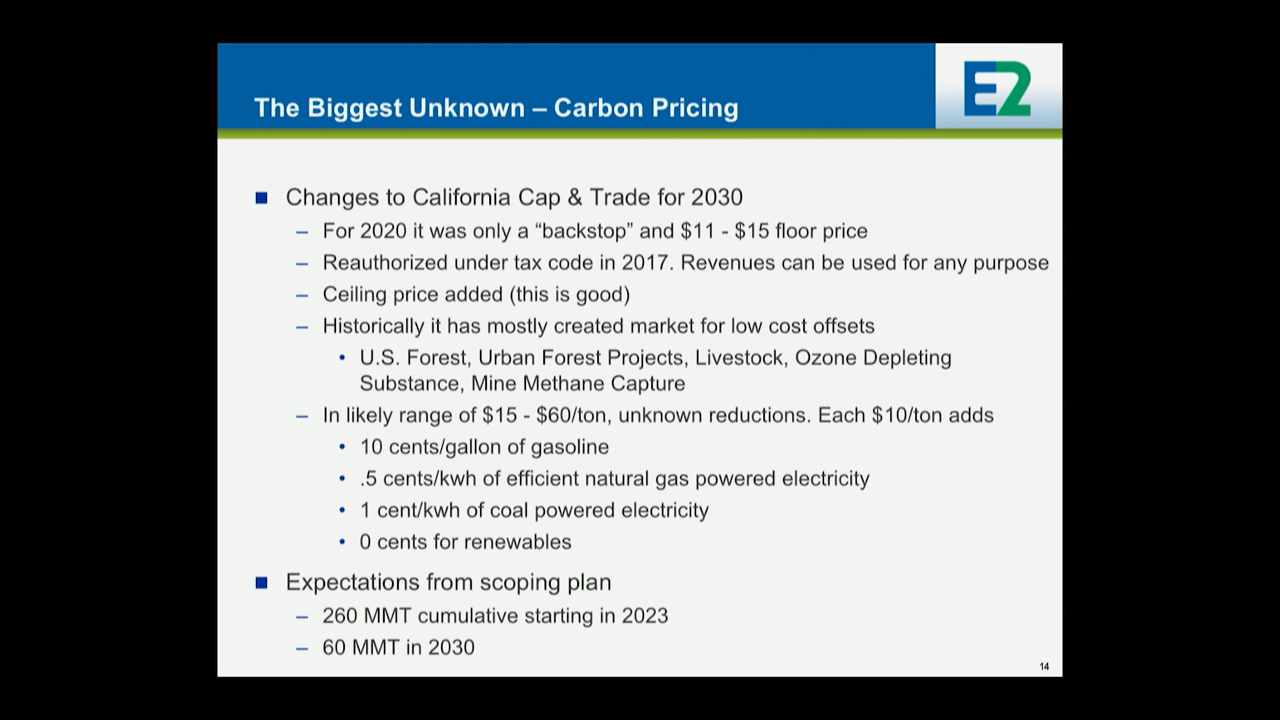 The Biggest Unknown – Carbon Pricing
E2
Changes to California Cap & Trade for 2030
– For 2020 it was only a “backstop” and $11 - $15 floor price
– Reauthorized under tax code in 2017. Revenues can be used for any purpose
– Ceiling price added (this is good)
– Historically it has mostly created market for low cost offsets
• U.S. Forest, Urban Forest Projects, Livestock, Ozone Depleting
Substance, Mine Methane Capture
– In likely range of $15 - $60/ton, unknown reductions. Each $10/ton adds
• 10 cents/gallon of gasoline
• .5 cents/kwh of efficient natural gas powered electricity
• 1 cent/kwh of coal powered electricity
• 0 cents for renewables
Expectations from scoping plan
– 260 MMT cumulative starting in 2023
– 60 MMT in 2030
14